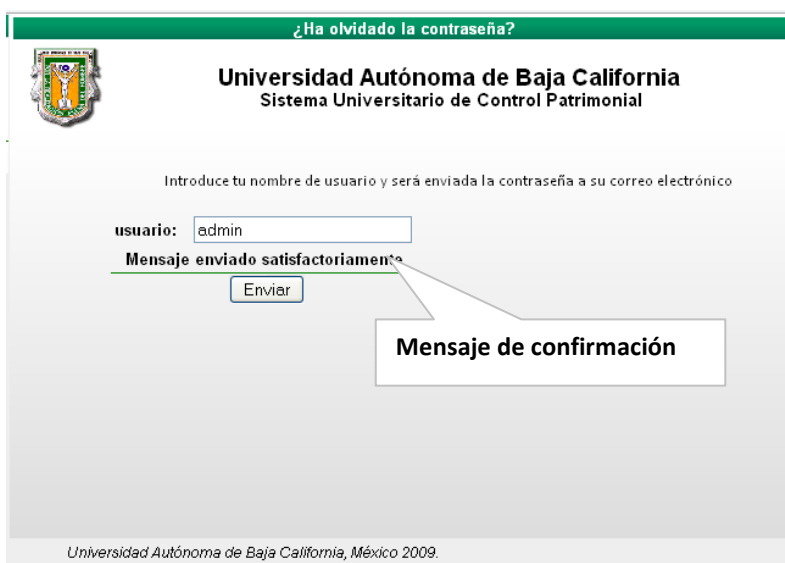 ¿Ha olvidado la contraseña?
Universidad Autónoma de Baja California
Sistema Universitario de Control Patrimonial
Introduce tu nombre de usuario y será enviada la contraseña a su correo electrónico
usuario: admin
Mensaje enviado satisfactoriamente
Enviar
Mensaje de confirmación
Universidad Autónoma de Baja California, México 2009.